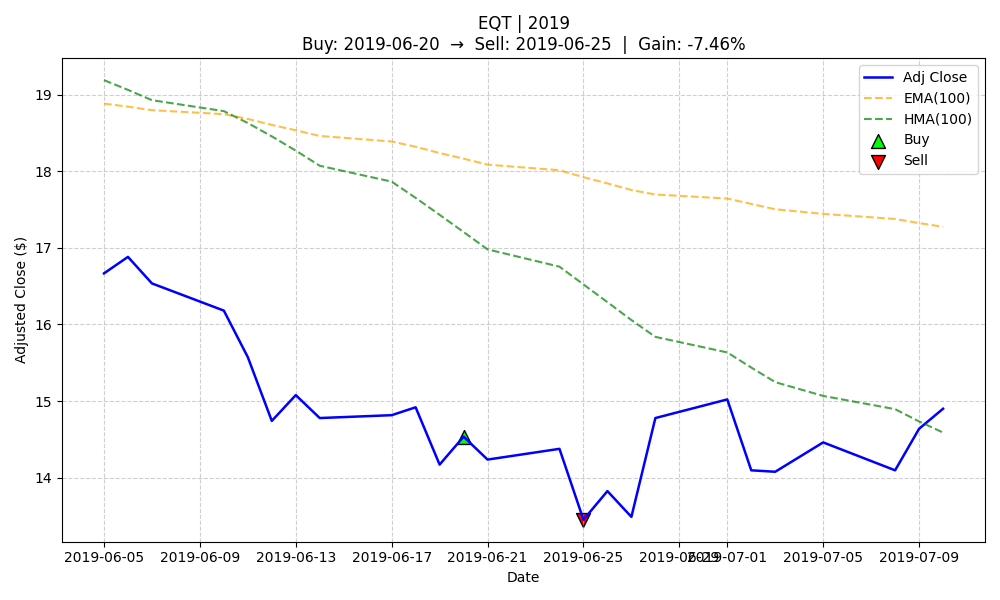 EQT | 2019
Buy: 2019-06-20 → Sell: 2019-06-25 | Gain: -7.46%
Adj Close
EMA(100)
HMA(100)
Buy
Sell
Adjusted Close ($)
19
18
17
16
15
14
2019-06-05
2019-06-09
2019-06-13
2019-06-17
2019-06-21
2019-06-25
2019-06-29
2019-07-01
2019-07-05
2019-07-09
Date